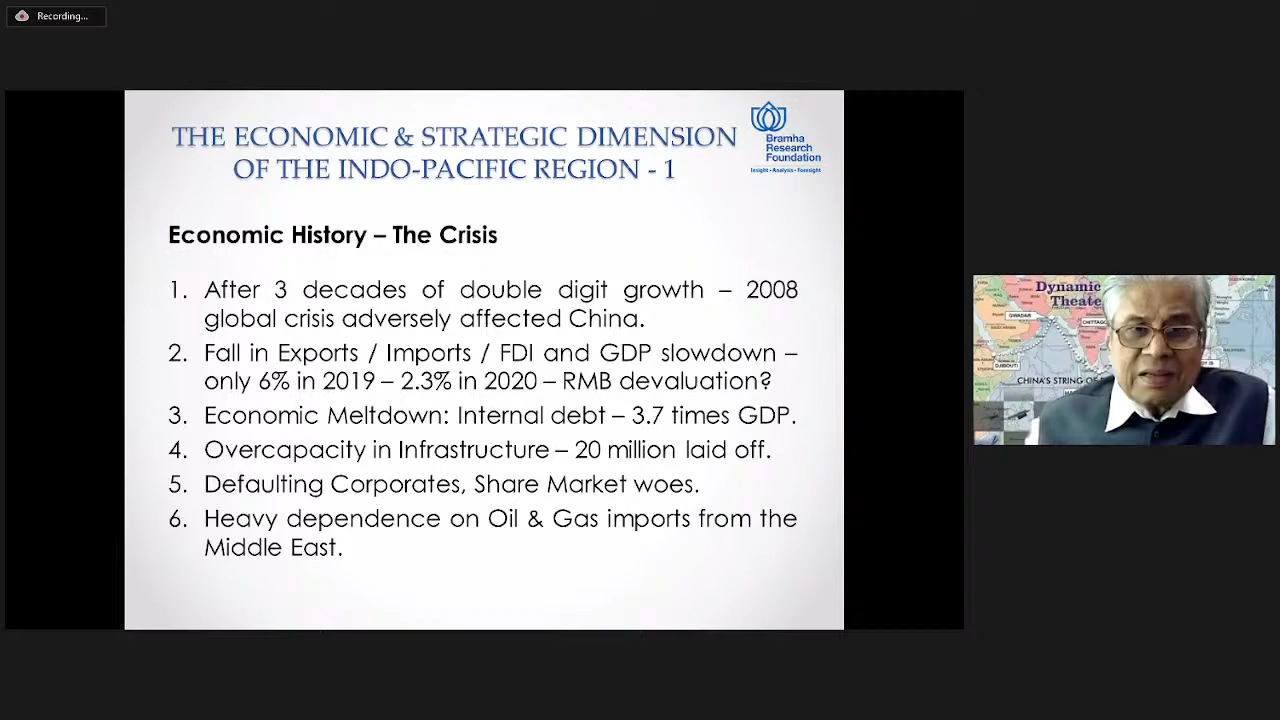 Recording...
THE ECONOMIC & STRATEGIC DIMENSION
OF THE INDO-PACIFIC REGION - 1
Bramha
Research
Foundation
Insight • Analysis • Foresight
Economic History – The Crisis
1. After 3 decades of double digit growth – 2008
global crisis adversely affected China.
2. Fall in Exports / Imports / FDI and GDP slowdown –
only 6% in 2019 – 2.3% in 2020 – RMB devaluation?
3. Economic Meltdown: Internal debt – 3.7 times GDP.
4. Overcapacity in Infrastructure – 20 million laid off.
5. Defaulting Corporates, Share Market woes.
6. Heavy dependence on Oil & Gas imports from the
Middle East.
Dynamic
Theate
GWADAR
CHITTAGO
DJIBOUTI
CHINA'S STRING OF